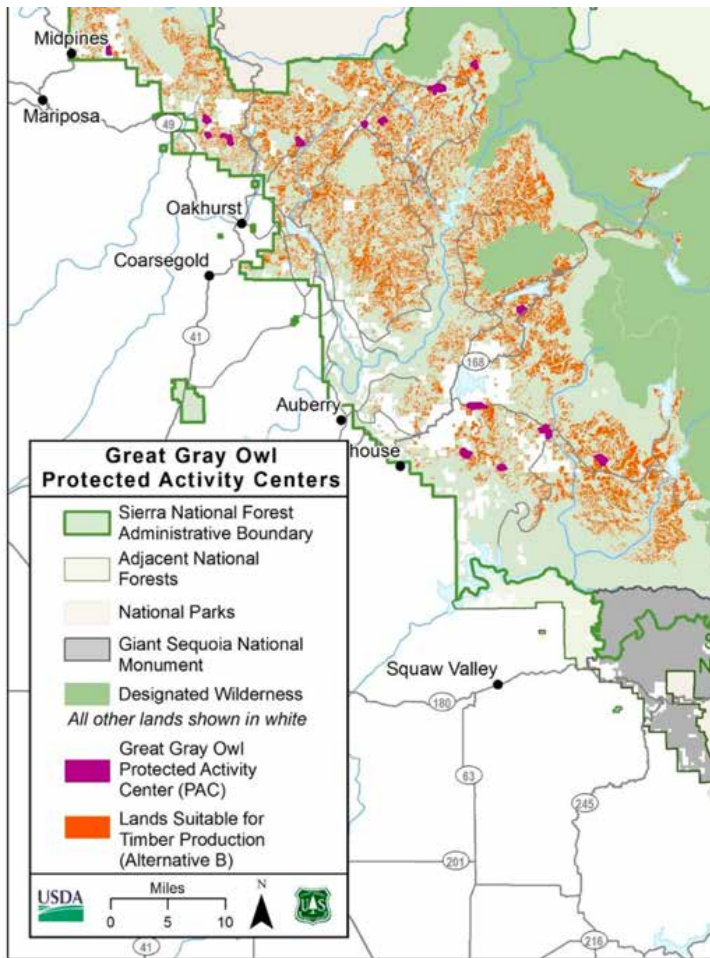 Midpines
Mariposa
49
Oakhurst
Coarsegold
41
168
Auberry
house
Great Gray Owl
Protected Activity Centers
Sierra National Forest
Administrative Boundary
Adjacent National
Forests
National Parks
Giant Sequoia National
Monument
Designated Wilderness
All other lands shown in white
Great Gray Owl
Protected Activity
Center (PAC)
Lands Suitable for
Timber Production
(Alternative B)
USDA
Miles
0 5 10
N
U S
41
S
N
Squaw Valley
180
63
245
201
216